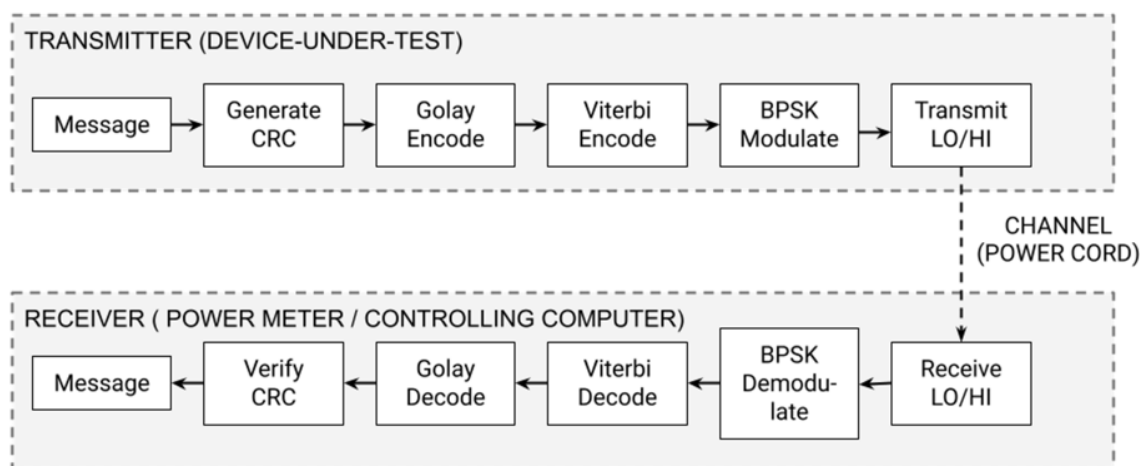 TRANSMITTER (DEVICE-UNDER-TEST)
Message
Generate
CRC
Golay
Encode
Viterbi
Encode
BPSK
Modulate
Transmit
LO/HI
CHANNEL
(POWER CORD)
RECEIVER ( POWER METER / CONTROLLING COMPUTER)
Message
Verify
CRC
Golay
Decode
Viterbi
Decode
BPSK
Demodu-
late
Receive
LO/HI